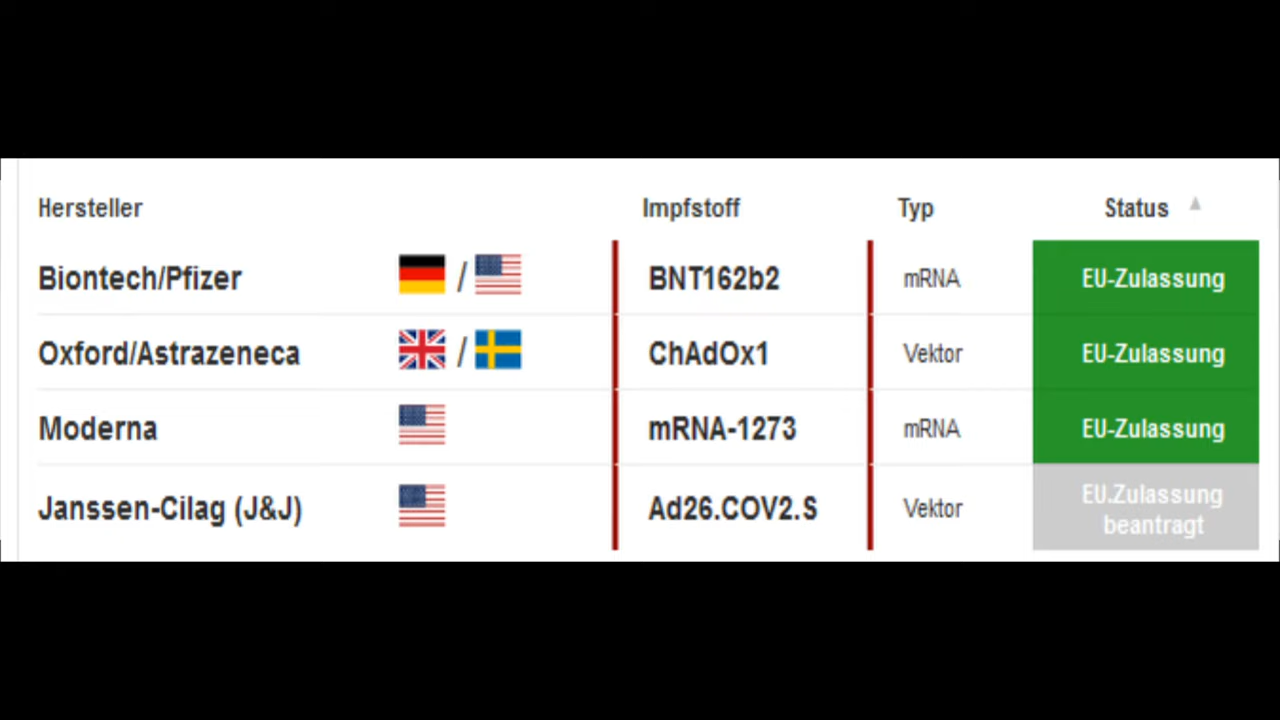 Hersteller Impfstoff Typ Status
Biontech/Pfizer / BNT162b2 mRNA EU-Zulassung
Oxford/Astrazeneca / ChAdOx1 Vektor EU-Zulassung
Moderna mRNA-1273 mRNA EU-Zulassung
Janssen-Cilag (J&J) Ad26.COV2.S Vektor EU.Zulassung
beantragt